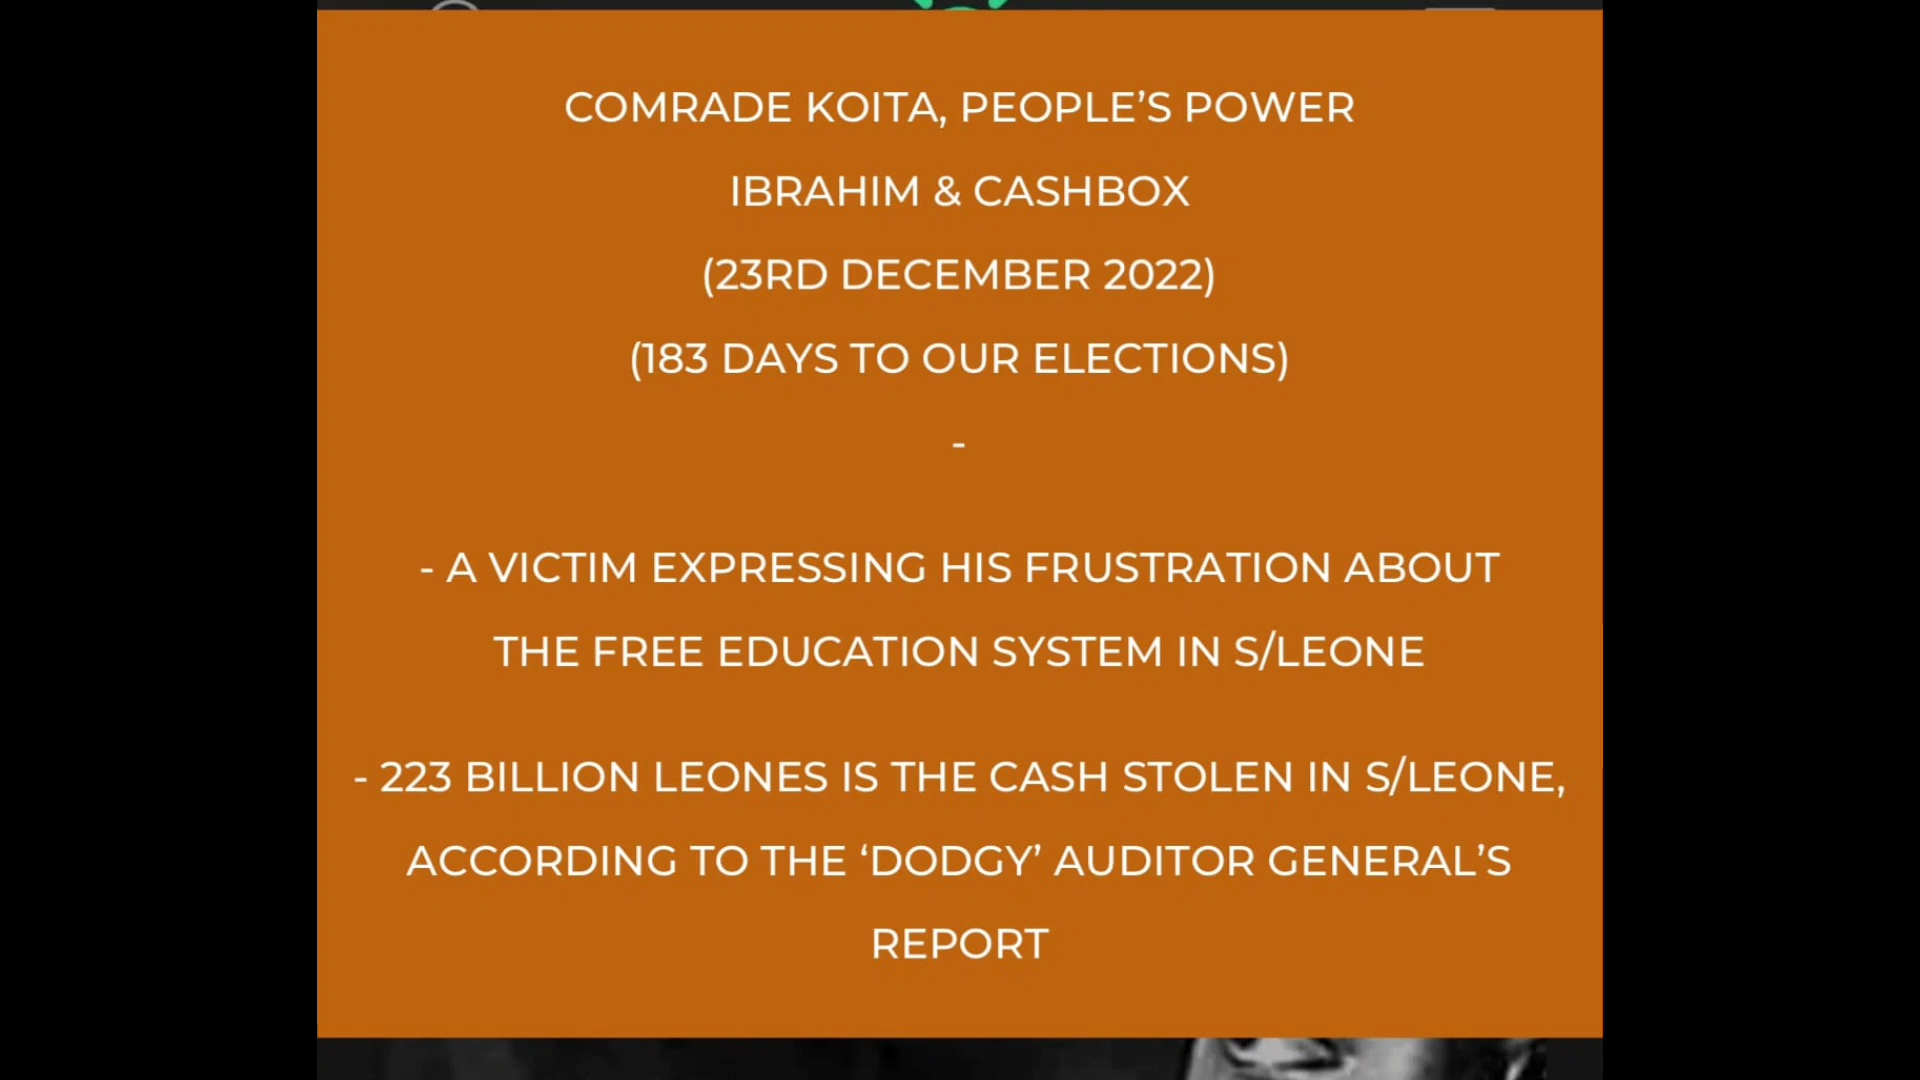 COMRADE KOITA, PEOPLE’S POWER
IBRAHIM & CASHBOX
(23RD DECEMBER 2022)
(183 DAYS TO OUR ELECTIONS)
-
- A VICTIM EXPRESSING HIS FRUSTRATION ABOUT
THE FREE EDUCATION SYSTEM IN S/LEONE
- 223 BILLION LEONES IS THE CASH STOLEN IN S/LEONE,
ACCORDING TO THE ‘DODGY’ AUDITOR GENERAL’S
REPORT